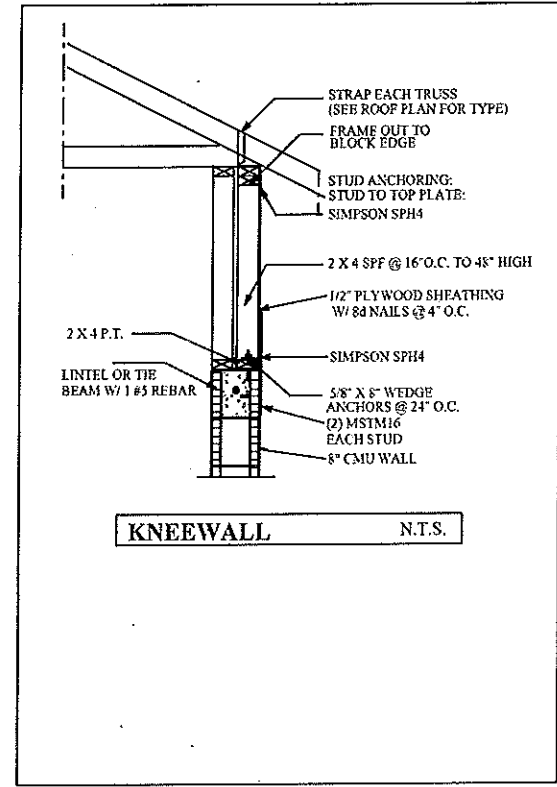 STRAP EACH TRUSS
(SEE ROOF PLAN FOR TYPE)
FRAME OUT TO
BLOCK EDGE
STUD ANCHORING:
STUD TO TOP PLATE:
SIMPSON SPH4
2 X 4 SPF @ 16" O.C. TO 48" HIGH
1/2" PLYWOOD SHEATHING
W/ 8d NAILS @ 4" O.C.
2 X 4 P.T.
SIMPSON SPH4
LINTEL OR TIE
BEAM W/ 1 #5 REBAR
5/8" X 8" WEDGE
ANCHORS @ 24" O.C.
(2) MSTM16
EACH STUD
8" CMU WALL
KNEEWALL N.T.S.